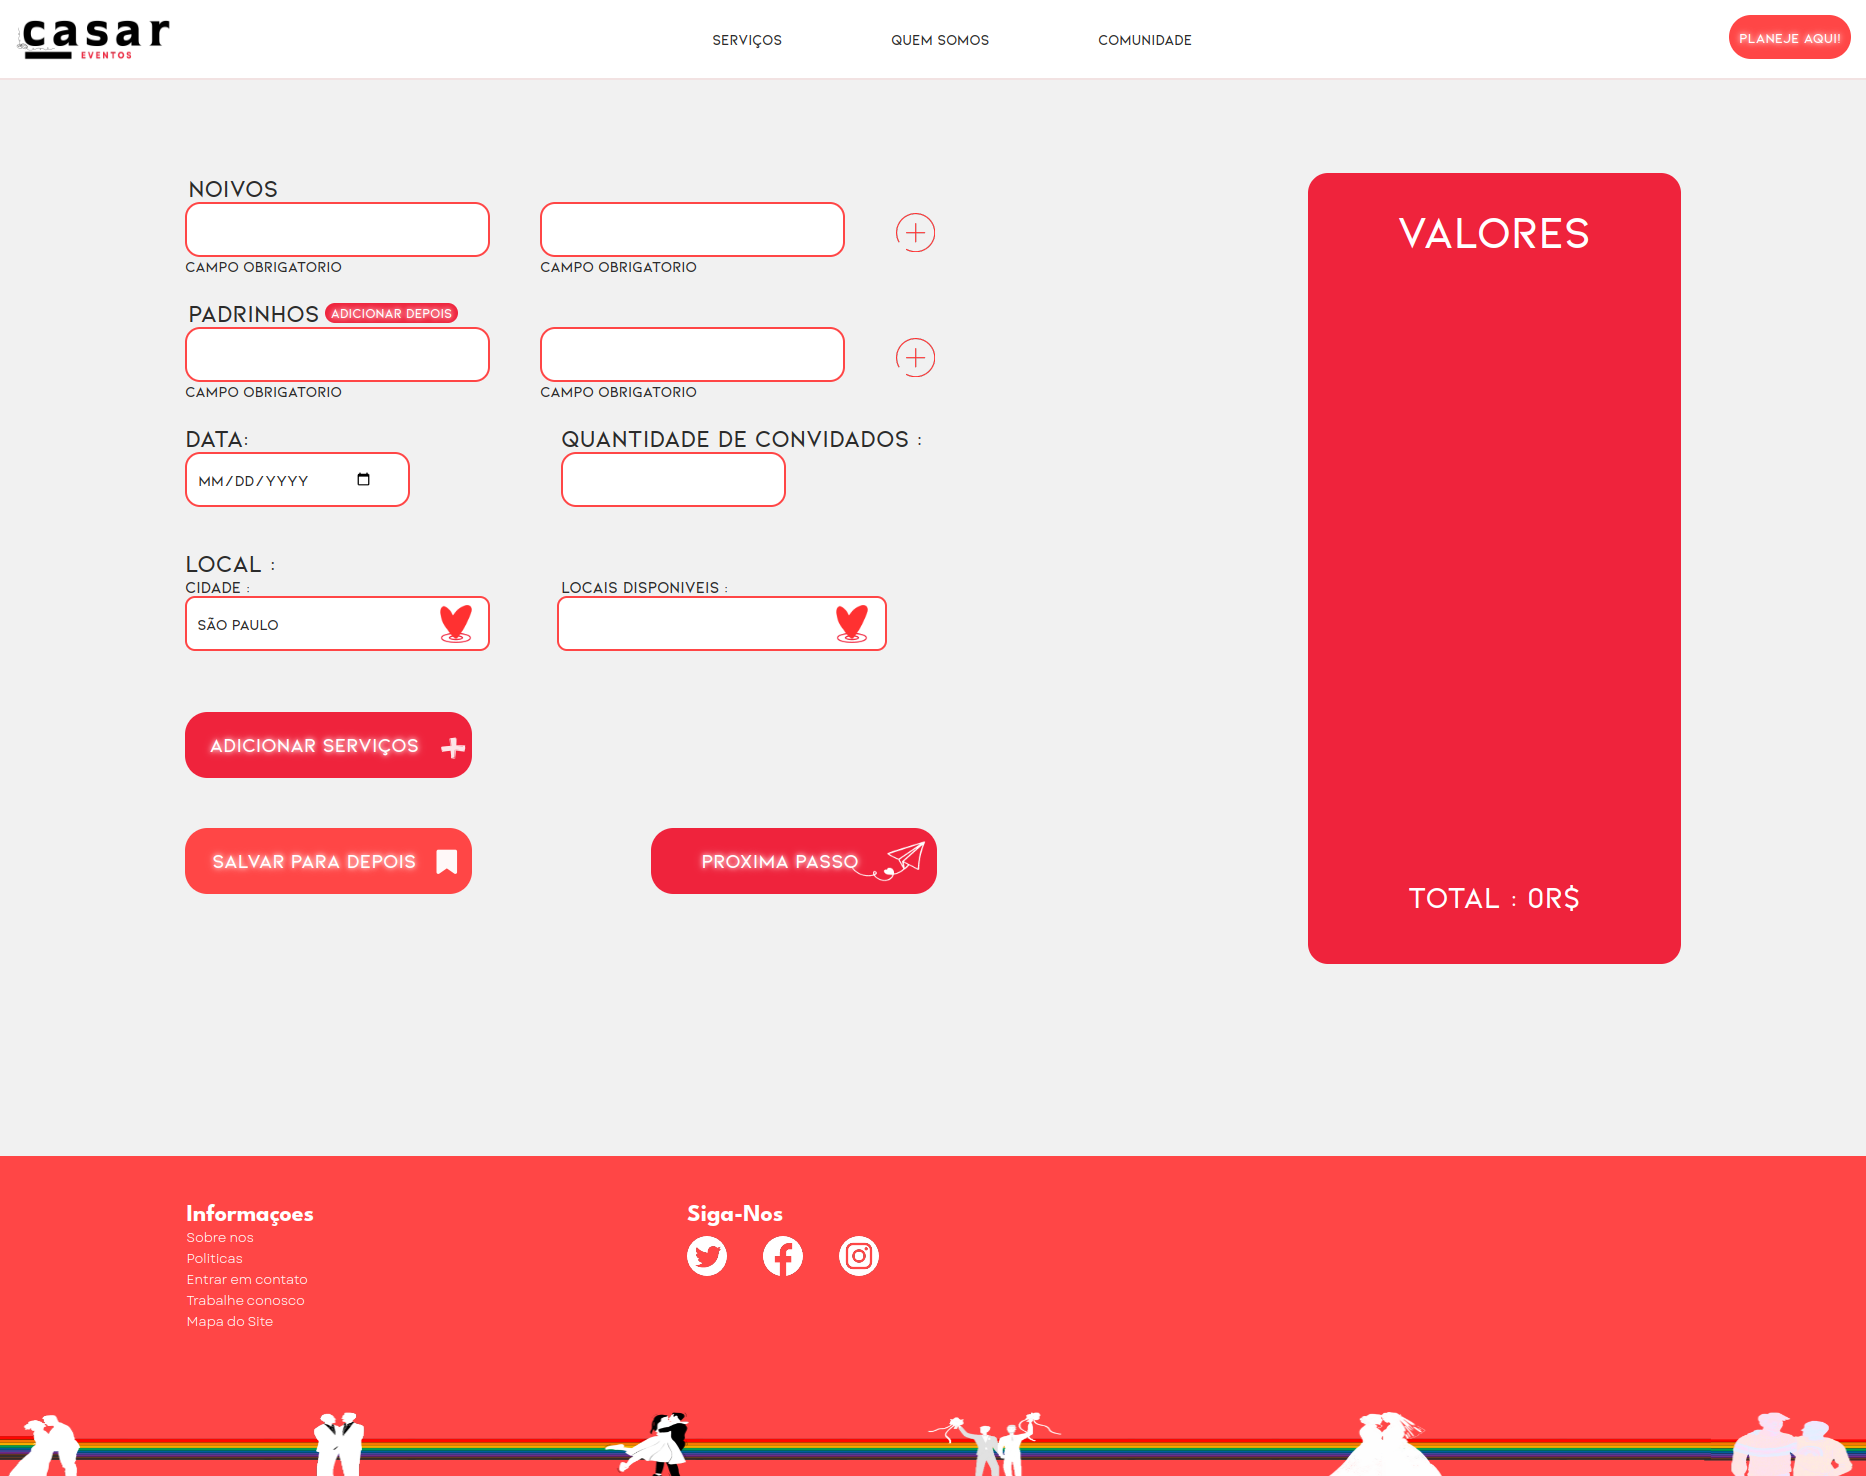 casar
EVENTOS
SERVIÇOS
QUEM SOMOS
COMUNIDADE
PLANEJE AQUI!
NOIVOS
CAMPO OBRIGATORIO
CAMPO OBRIGATORIO
PADRINHOS
ADICIONAR DEPOIS
CAMPO OBRIGATORIO
CAMPO OBRIGATORIO
DATA:
QUANTIDADE DE CONVIDADOS :
MM/DD/YYYY
LOCAL :
CIDADE :
LOCAIS DISPONIVEIS :
SÃO PAULO
ADICIONAR SERVIÇOS
SALVAR PARA DEPOIS
PROXIMA PASSO
VALORES
TOTAL : 0R$
Informaçoes
Sobre nos
Politicas
Entrar em contato
Trabalhe conosco
Mapa do Site
Siga-Nos